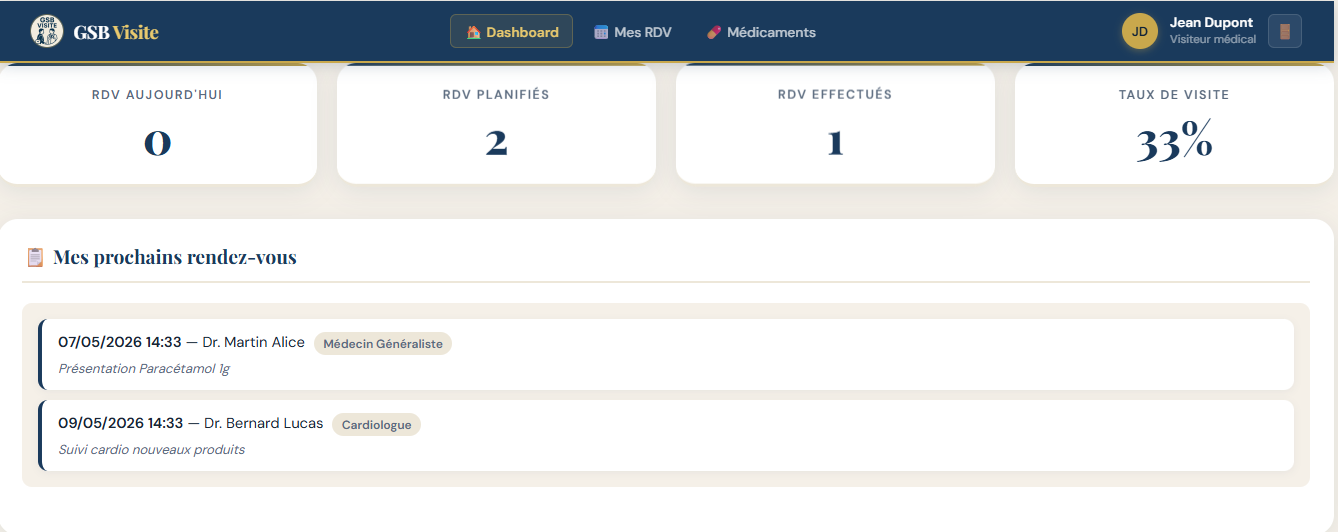 GSB VISITE
GSB Visite
Dashboard
Mes RDV
Médicaments
JD
Jean Dupont
Visiteur médical
RDV AUJOURD'HUI
0
RDV PLANIFIÉS
2
RDV EFFECTUÉS
1
TAUX DE VISITE
33%
Mes prochains rendez-vous
07/05/2026 14:33 — Dr. Martin Alice Médecin Généraliste
Présentation Paracétamol 1g
09/05/2026 14:33 — Dr. Bernard Lucas Cardiologue
Suivi cardio nouveaux produits